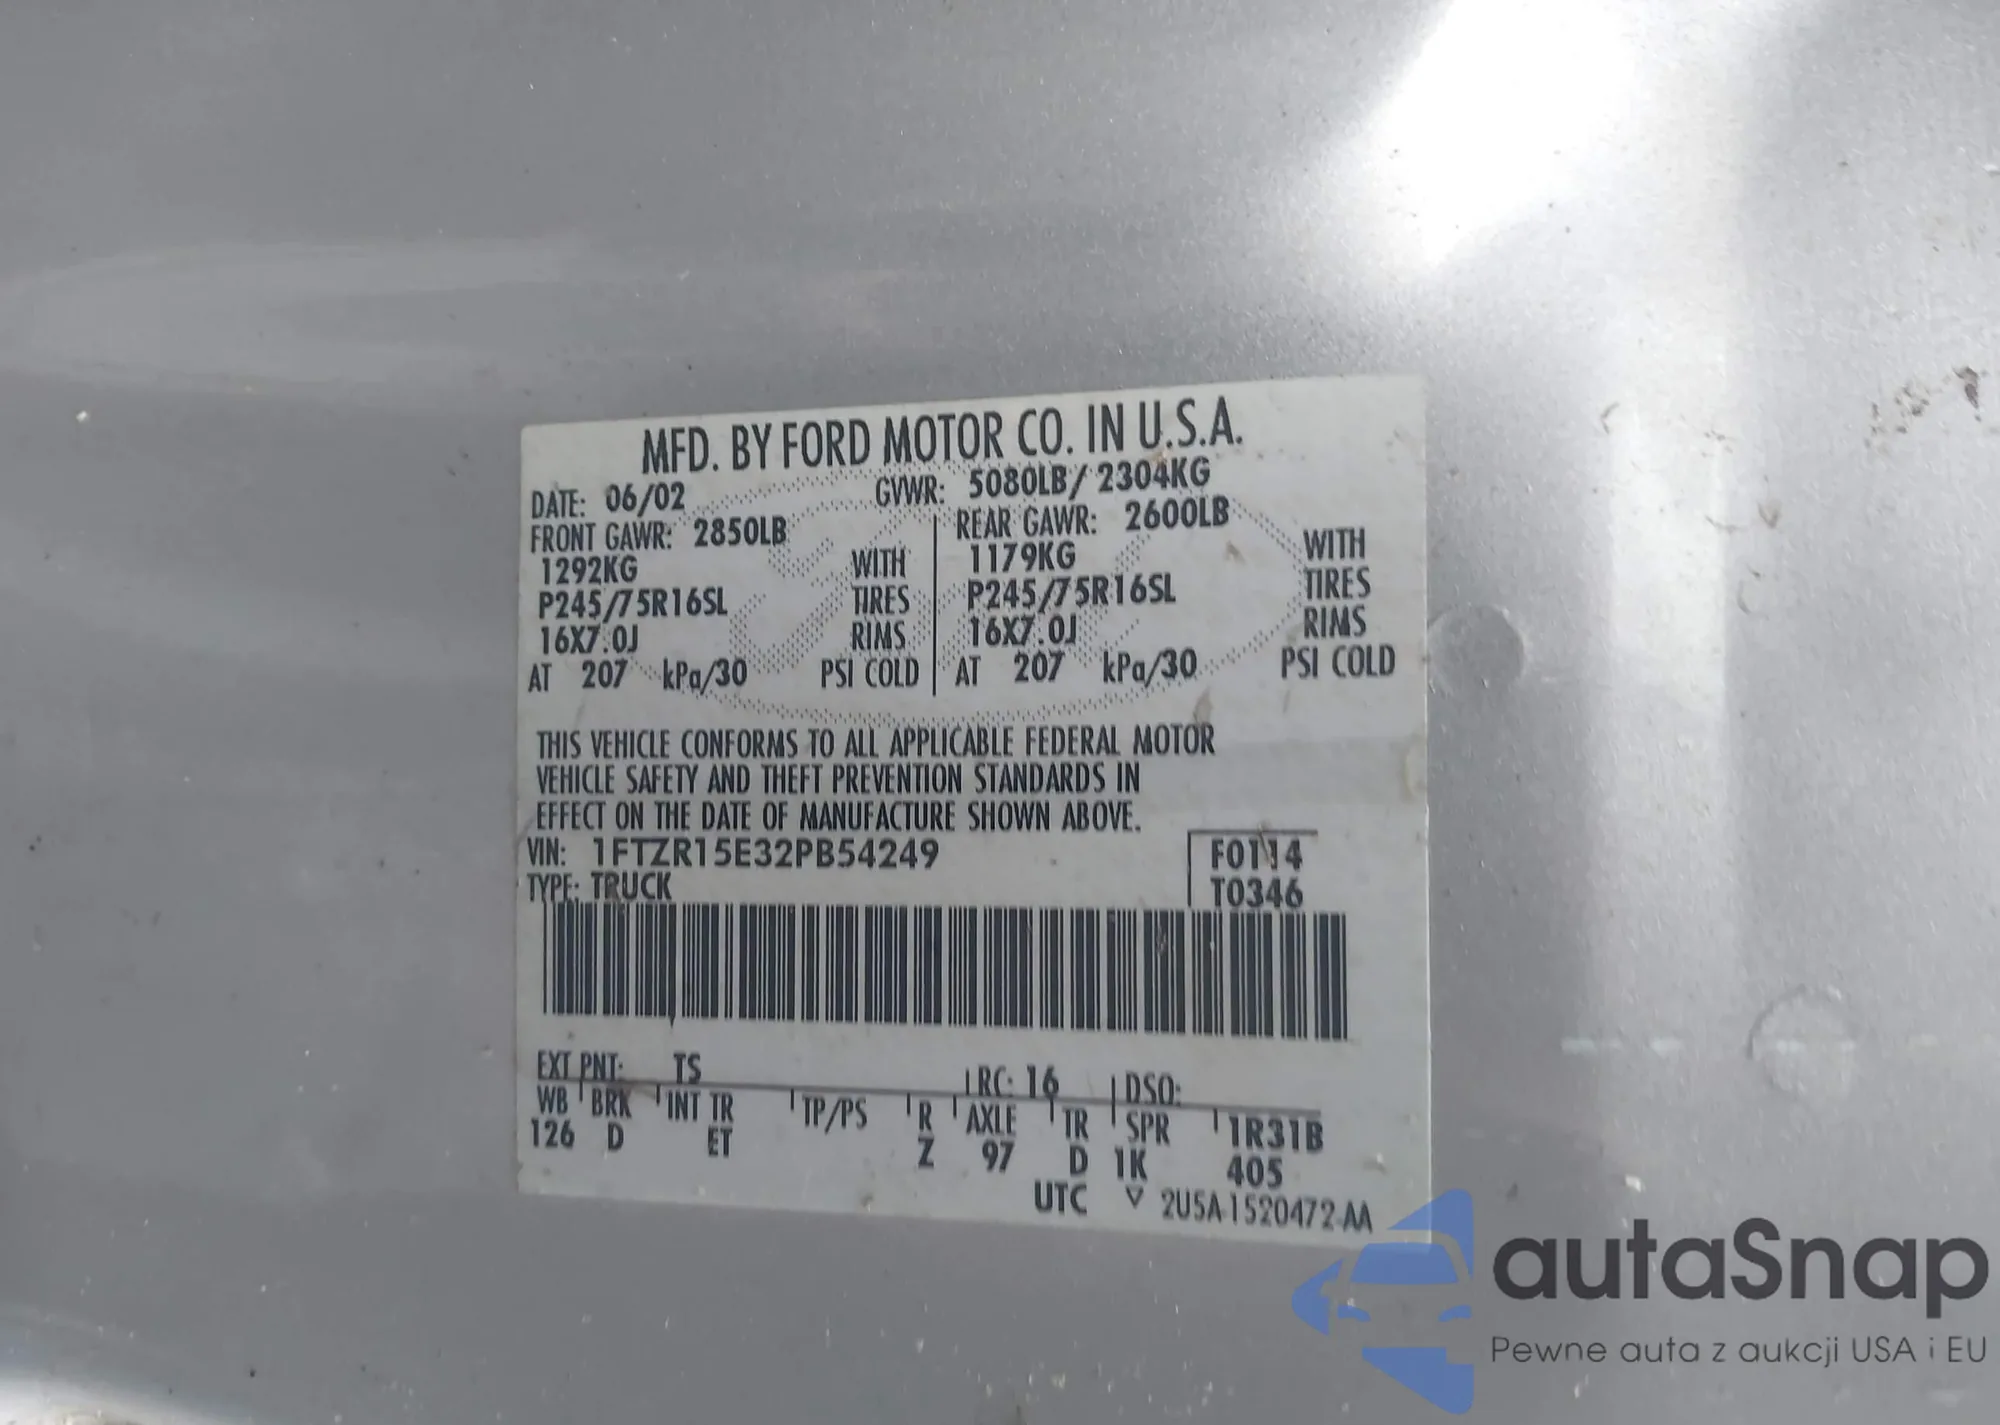 MFD. BY FORD MOTOR CO. IN U.S.A.
DATE: 06/02 GVWR: 5080LB/ 2304KG
FRONT GAWR: 2850LB REAR GAWR: 2600LB
1292KG WITH 1179KG WITH
P245/75R16SL TIRES P245/75R16SL TIRES
16X7.0J RIMS 16X7.0J RIMS
AT 207 kPa/30 PSI COLD AT 207 kPa/30 PSI COLD
THIS VEHICLE CONFORMS TO ALL APPLICABLE FEDERAL MOTOR
VEHICLE SAFETY AND THEFT PREVENTION STANDARDS IN
EFFECT ON THE DATE OF MANUFACTURE SHOWN ABOVE.
VIN: 1FTZR15E32PB54249 F0114
TYPE: TRUCK T0346
EXT PNT: TS RC: 16 DSO:
WB BRK INT TR TP/PS R AXLE TR SPR 1R31B
126 D ET Z 97 D 1K 405
UTC 2U5A-1520472-AA
autaSnap
Pewne auta z aukcji USA i EU